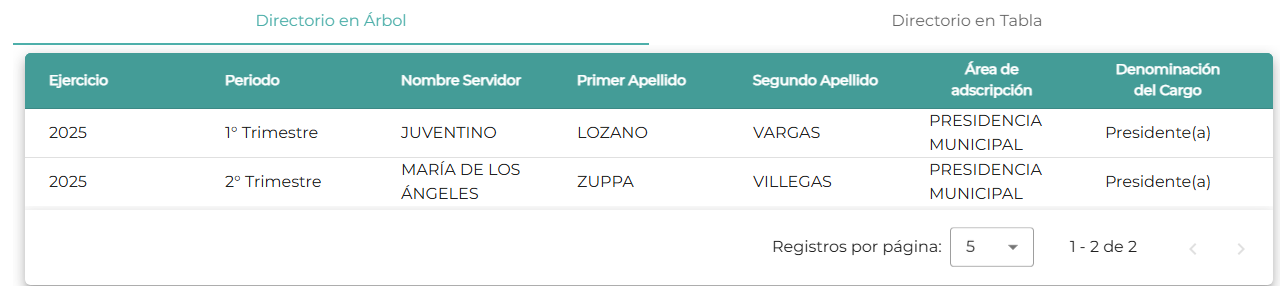 Directorio en Árbol
Directorio en Tabla
Ejercicio
Periodo
Nombre Servidor
Primer Apellido
Segundo Apellido
Área de
adscripción
Denominación
del Cargo
2025
1° Trimestre
JUVENTINO
LOZANO
VARGAS
PRESIDENCIA
MUNICIPAL
Presidente(a)
2025
2° Trimestre
MARÍA DE LOS
ÁNGELES
ZUPPA
VILLEGAS
PRESIDENCIA
MUNICIPAL
Presidente(a)
Registros por página:
5
1 - 2 de 2